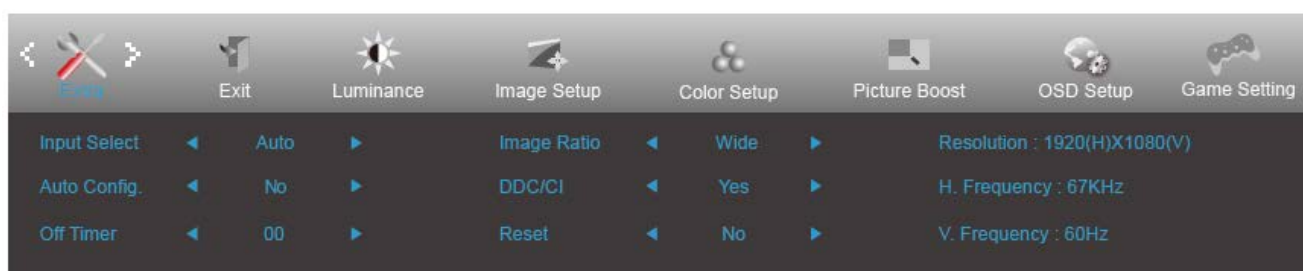 Extra
Exit
Luminance
Image Setup
Color Setup
Picture Boost
OSD Setup
Game Setting
Input Select Auto Image Ratio Wide Resolution : 1920(H)X1080(V)
Auto Config. No DDC/CI Yes H. Frequency : 67KHz
Off Timer 00 Reset No V. Frequency : 60Hz